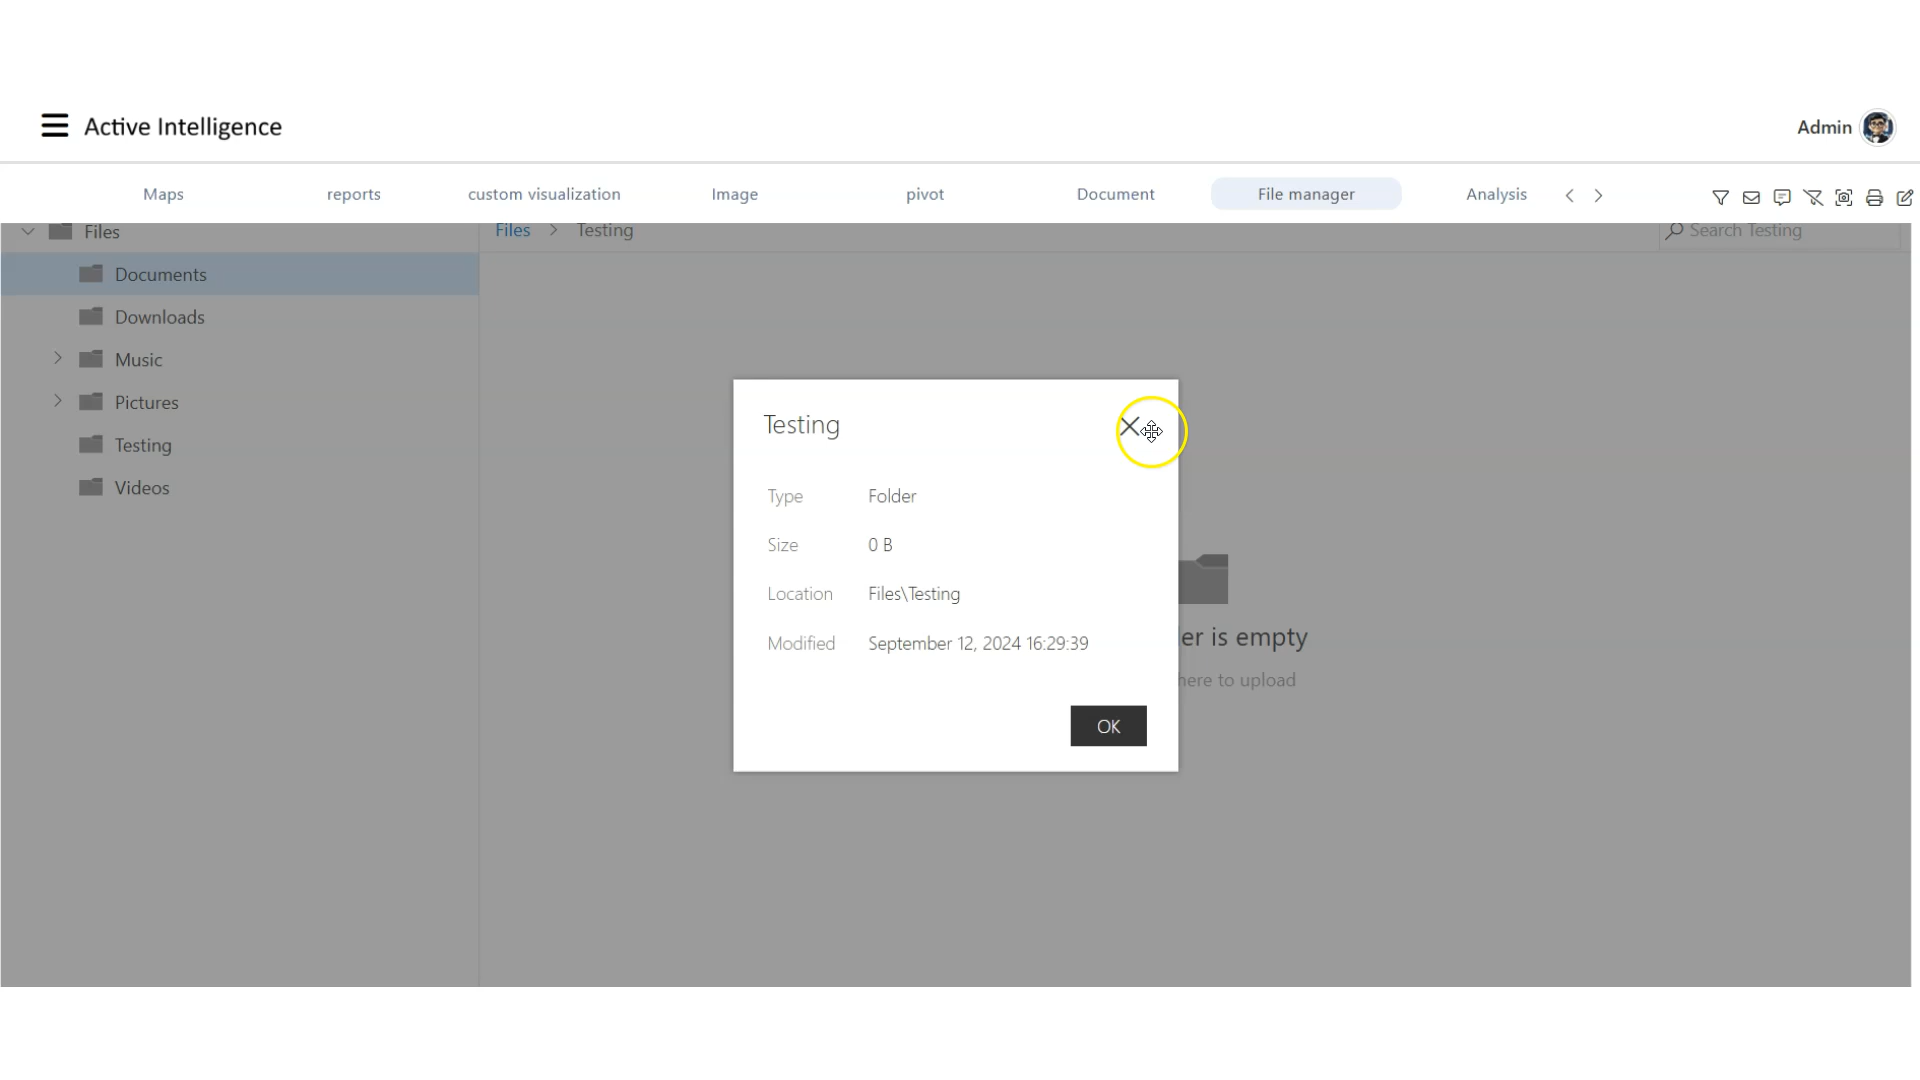 Active Intelligence
Admin
Maps reports custom visualization Image pivot Document File manager Analysis
Files
Files > Testing
Search Testing
Documents
Downloads
Music
Pictures
Testing
Videos
Testing
Type Folder
Size 0 B
Location Files\Testing
Modified September 12, 2024 16:29:39
er is empty
here to upload
OK